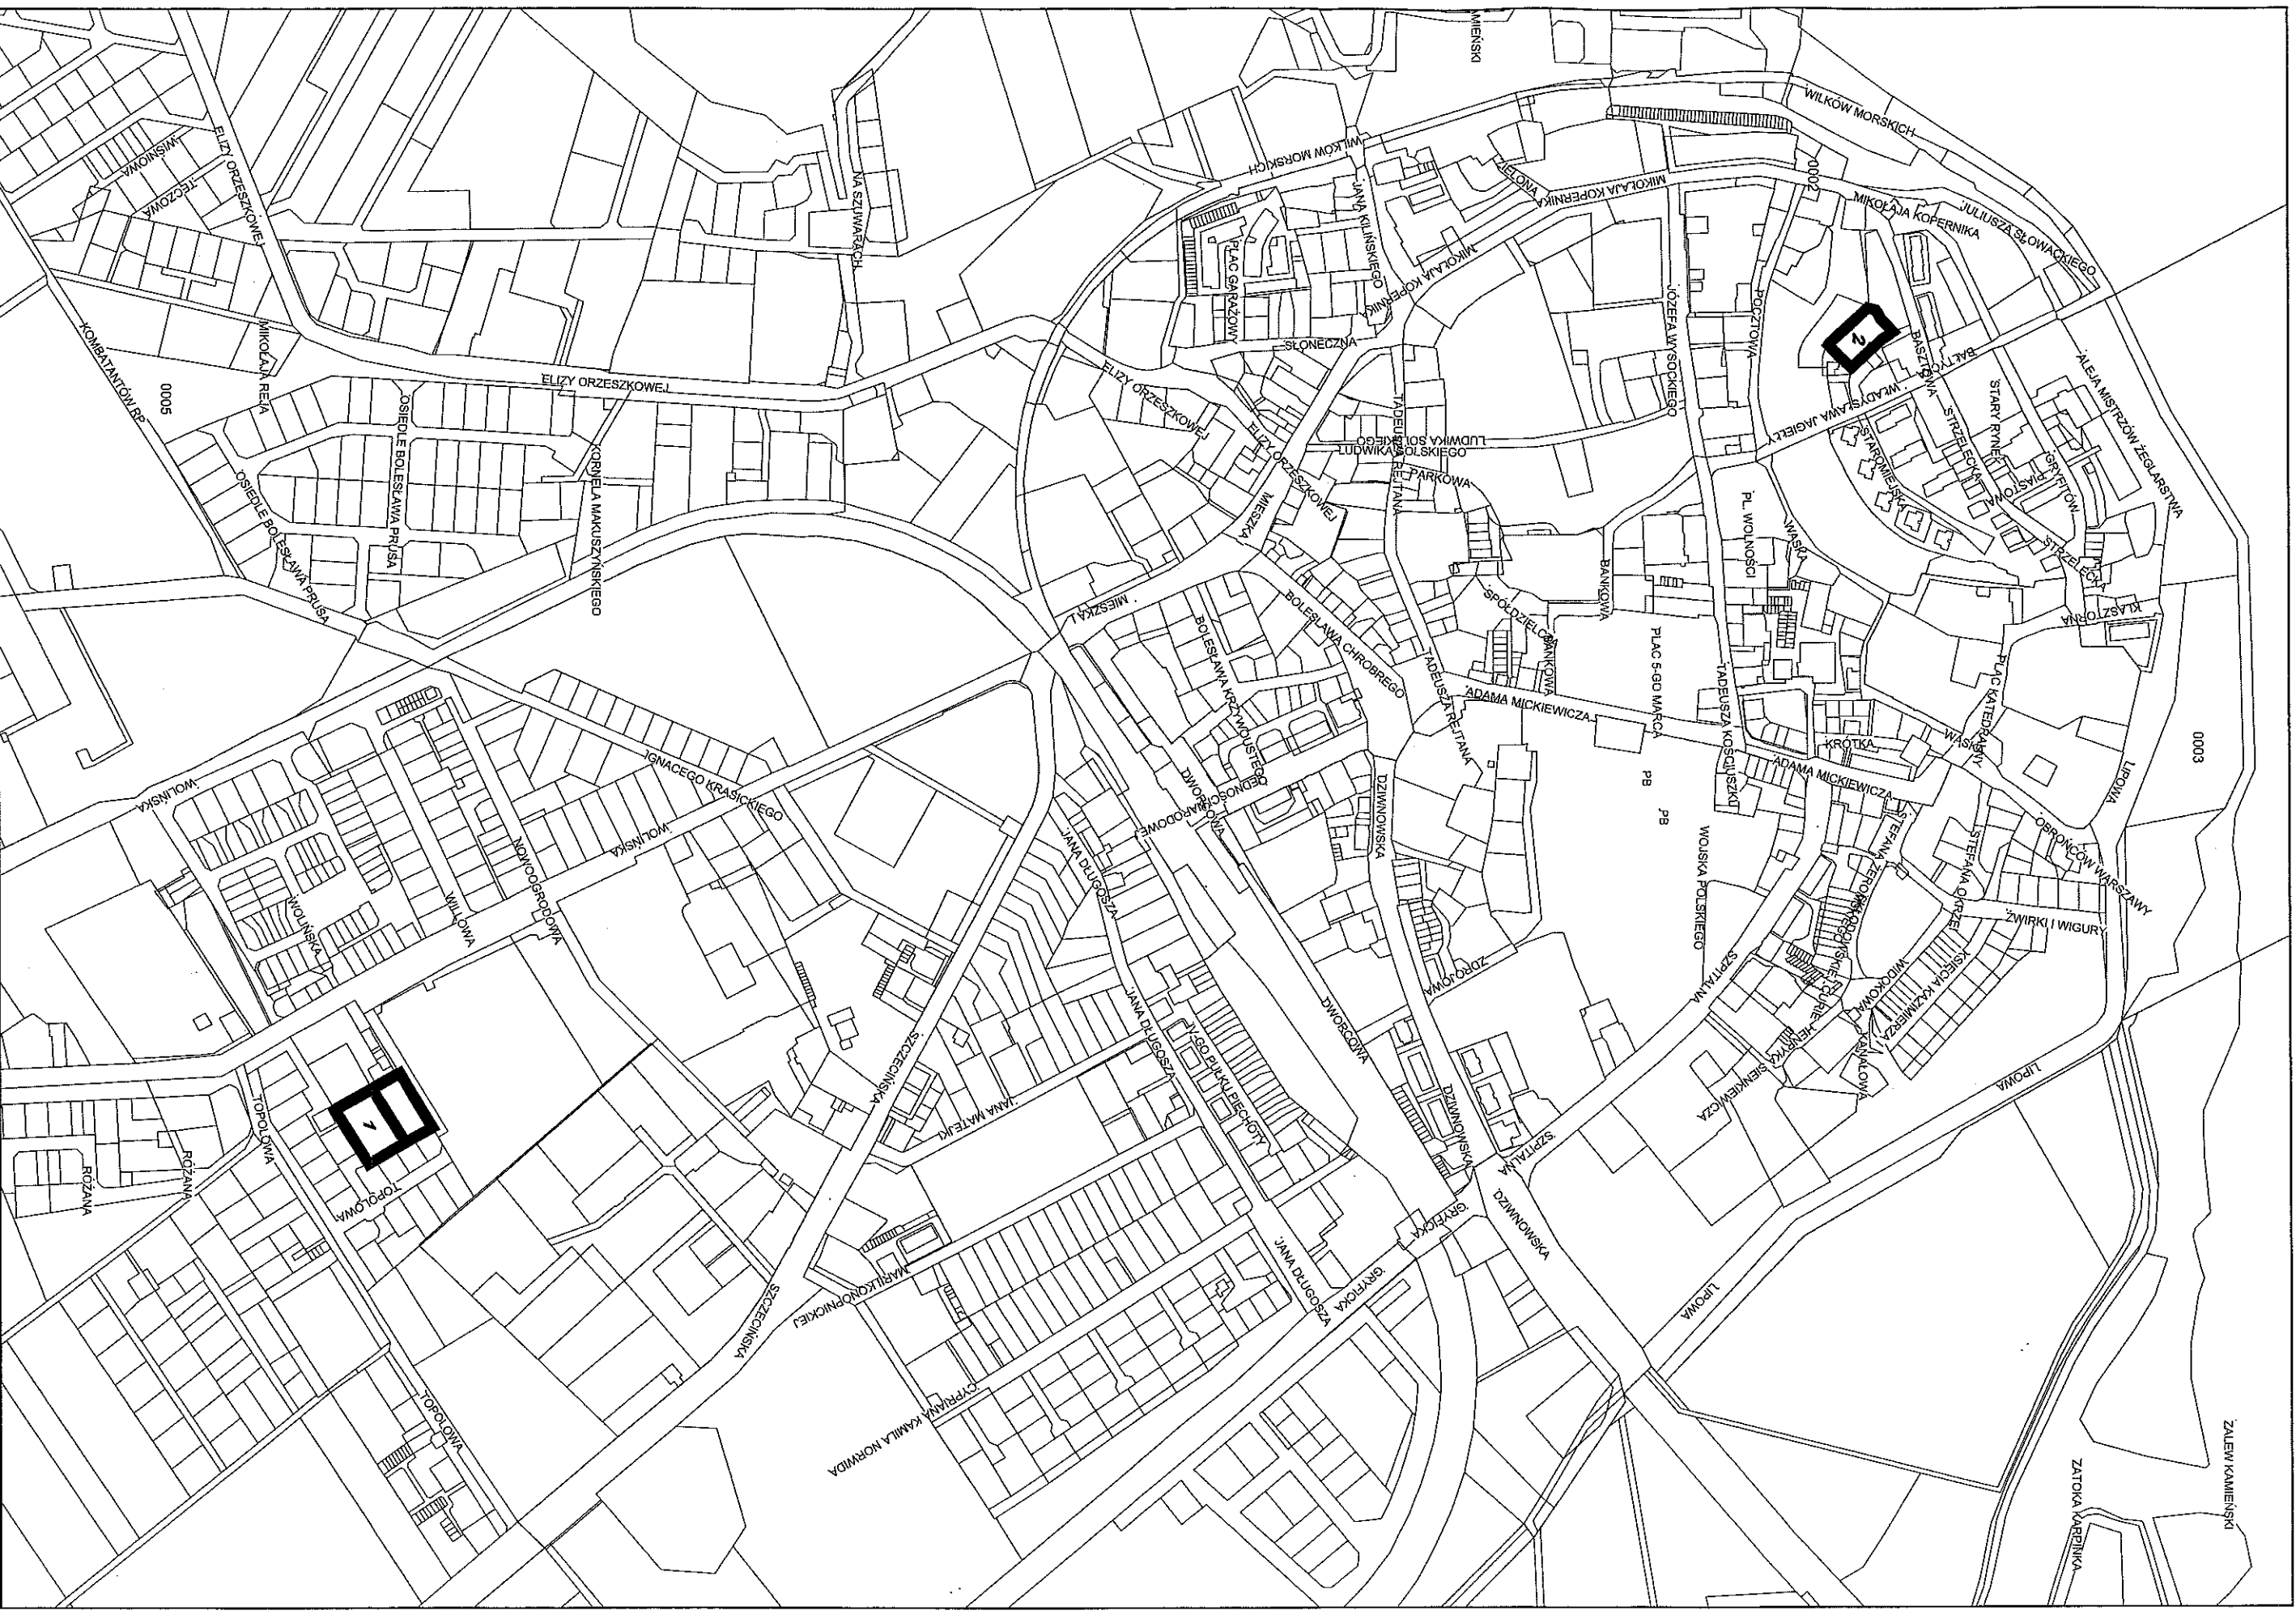 KAMIEŃSKI
WILKÓW MORSKICH
WILKÓW MORSKICH
ZIELONA
MIKOŁAJA KOPERNIKA
0002
MIKOŁAJA KOPERNIKA
JULIUSZA SŁOWACKIEGO
ELIZY ORZESZKOWEJ
WIŚNIOWA
TĘCZOWA
NA SZUWARACH
JANA KILIŃSKIEGO
PLAC GARAŻOWY
MIKOŁAJA KOPERNIKA
SŁONECZNA
JÓZEFA WYSOCKIEGO
POCZTOWA
2
BASZTOWA
BAŁTYCKA
WŁADYSŁAWA JAGIEŁŁY
STARY RYNEK
ALEJA MISTRZÓW ŻEGLARSTWA
KOMBATANTÓW RP
0005
MIKOŁAJA REJA
ELIZY ORZESZKOWEJ
OSIEDLE BOLESŁAWA PRUSA
OSIEDLE BOLESŁAWA PRUSA
KORNELA MAKUSZYŃSKIEGO
ELIZY ORZESZKOWEJ
ELIZY ORZESZKOWEJ
TADEUSZA REJTANA
LUDWIKA SOLSKIEGO
LUDWIKA SOLSKIEGO
PARKOWA
MIESZKA
STAROMIEJSKA
STRZELECKA
PIASTOWA
GRYFITÓW
STRZELECKA
PL. WOLNOŚCI
WĄSKA
BANKOWA
SPÓŁDZIELCZA
BANKOWA
PLAC 5-GO MARCA
MIESZKA I
BOLESŁAWA CHROBREGO
BOLESŁAWA KRZYWOUSTEGO
TADEUSZA REJTANA
ADAMA MICKIEWICZA
TADEUSZA KOŚCIUSZKI
KLASZTORNA
PLAC KATEDRALNY
0003
KRÓTKA
WĄSKA
ADAMA MICKIEWICZA
LIPOWA
PB
PB
WOLIŃSKA
IGNACEGO KRASICKIEGO
WOLIŃSKA
NOWOOGRODOWA
WILLOWA
WOLIŃSKA
DWORCOWA
JEDNOŚCI NARODOWEJ
DZIWNOWSKA
JANA DŁUGOSZA
WOJSKA POLSKIEGO
STEFANA ŻEROMSKIEGO
STEFANA OKRZEI
OBROŃCÓW WARSZAWY
ŻWIRKI I WIGURY
WIDOKOWA
KSIĘCIA KAZIMIERZA I
KANAŁOWA
HENRYKA SIENKIEWICZA
SZPITALNA
ZDROJOWA
DWORCOWA
JANA DŁUGOSZA
IV-GO PUŁKU PIECHOTY
SZCZECIŃSKA
JANA MATEJKI
DZIWNOWSKA
SZPITALNA
LIPOWA
1
TOPOLOWA
RÓŻANA
RÓŻANA
TOPOLOWA
GRYFICKA
DZIWNOWSKA
JANA DŁUGOSZA
GRYFICKA
LIPOWA
SZCZECIŃSKA
MARII KONOPNICKIEJ
CYPRIANA KAMILA NORWIDA
TOPOLOWA
ZATOKA KARPINKA
ZALEW KAMIEŃSKI